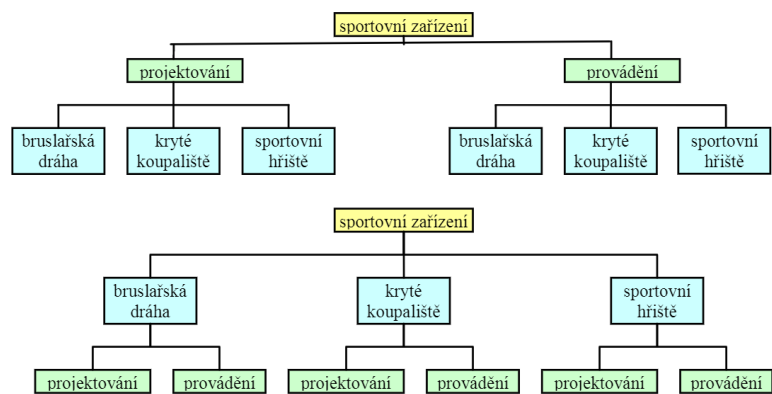 sportovní zařízení
projektování
provádění
bruslařská
dráha
kryté
koupaliště
sportovní
hřiště
bruslařská
dráha
kryté
koupaliště
sportovní
hřiště
sportovní zařízení
bruslařská
dráha
kryté
koupaliště
sportovní
hřiště
projektování
provádění
projektování
provádění
projektování
provádění